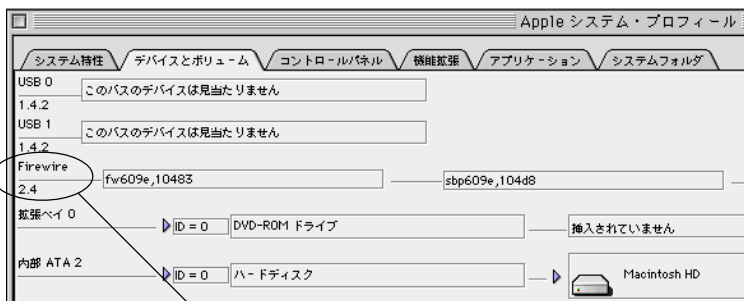 Apple システム・プロフィール
システム特性 デバイスとボリューム コントロールパネル 機能拡張 アプリケーション システムフォルダ
USB 0
このバスのデバイスは見当たりません
1.4.2
USB 1
このバスのデバイスは見当たりません
1.4.2
Firewire
fw609e,10483 sbp609e,104d8
2.4
拡張ベイ 0
ID = 0 DVD-ROM ドライブ 挿入されていません
内部 ATA 2
ID = 0 ハードディスク Macintosh HD